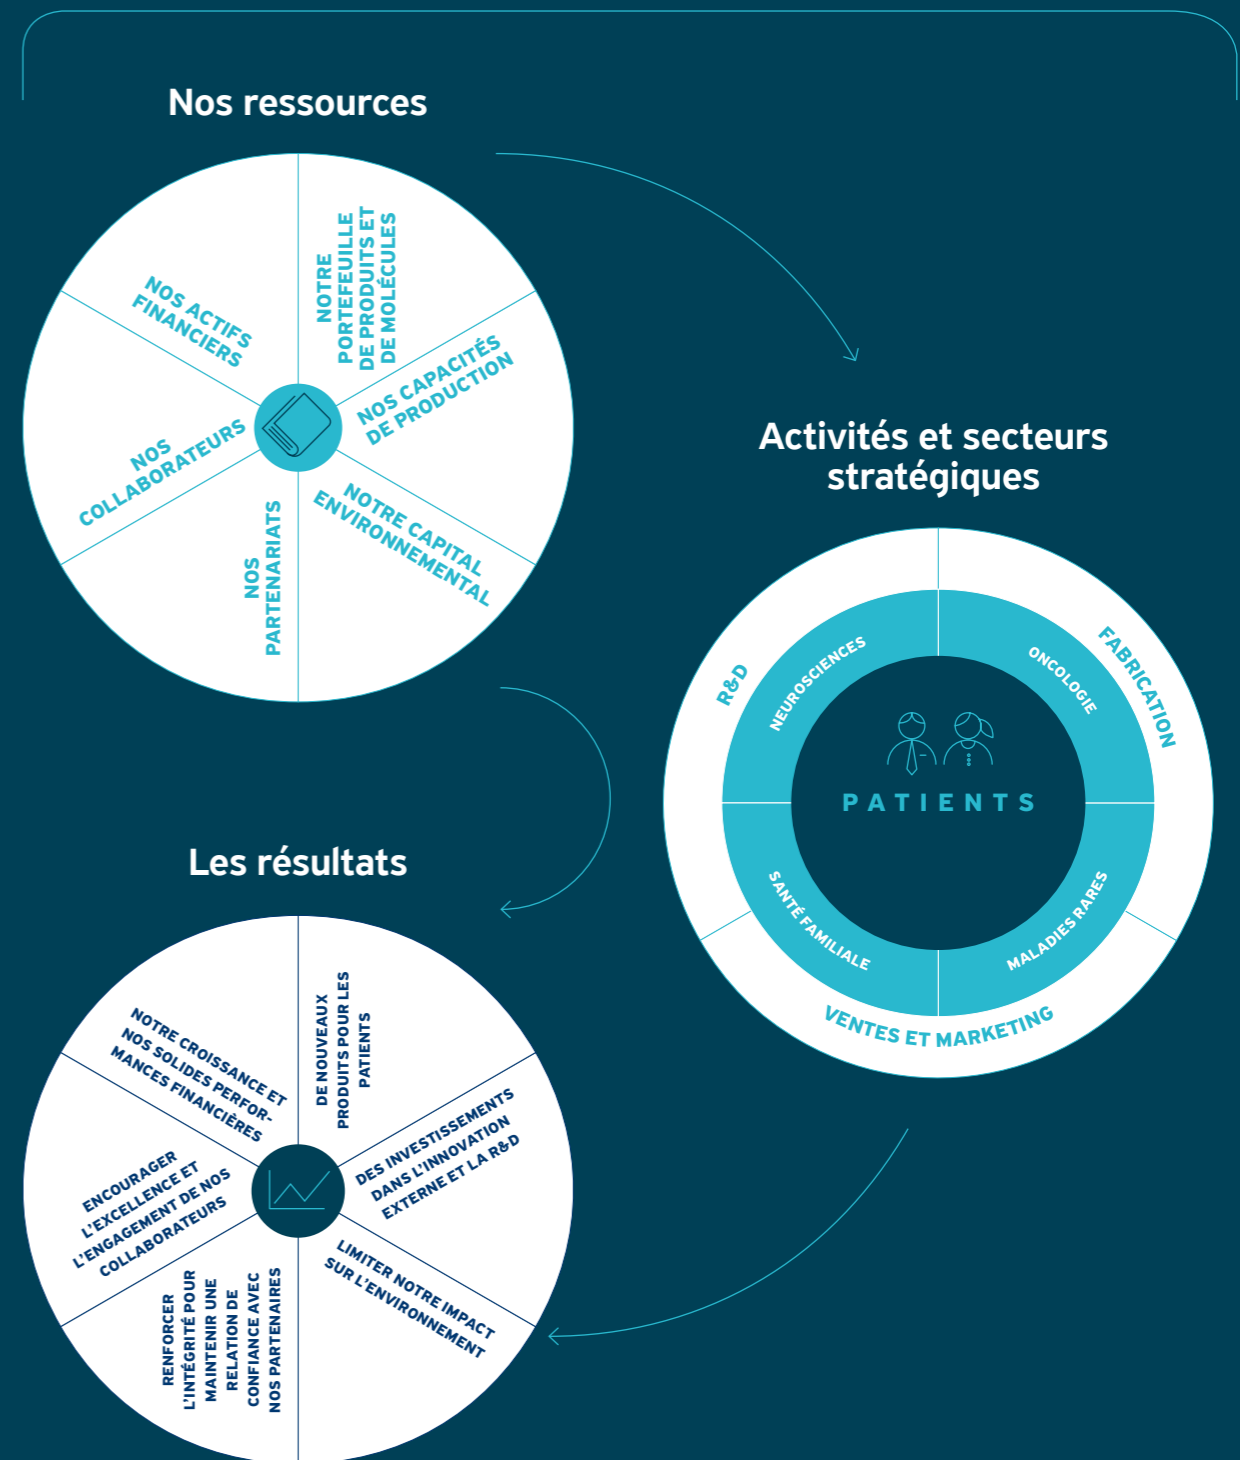 Nos ressources
NOS ACTIFS
FINANCIERS
NOTRE
PORTEFEUILLE
DE PRODUITS ET
DE MOLÉCULES
NOS CAPACITÉS
DE PRODUCTION
NOTRE CAPITAL
ENVIRONNEMENTAL
NOS
PARTENARIATS
NOS
COLLABORATEURS
Activités et secteurs
stratégiques
R&D
FABRICATION
VENTES ET MARKETING
NEUROSCIENCES
ONCOLOGIE
MALADIES RARES
SANTÉ FAMILIALE
PATIENTS
Les résultats
NOTRE CROISSANCE ET
NOS SOLIDES PERFOR-
MANCES FINANCIÈRES
DE NOUVEAUX
PRODUITS POUR LES
PATIENTS
DES INVESTISSEMENTS
DANS L'INNOVATION
EXTERNE ET LA R&D
LIMITER NOTRE IMPACT
SUR L'ENVIRONNEMENT
RENFORCER
L'INTÉGRITÉ POUR
MAINTENIR UNE
RELATION DE
CONFIANCE AVEC
NOS PARTENAIRES
ENCOURAGER
L'EXCELLENCE ET
L'ENGAGEMENT DE NOS
COLLABORATEURS